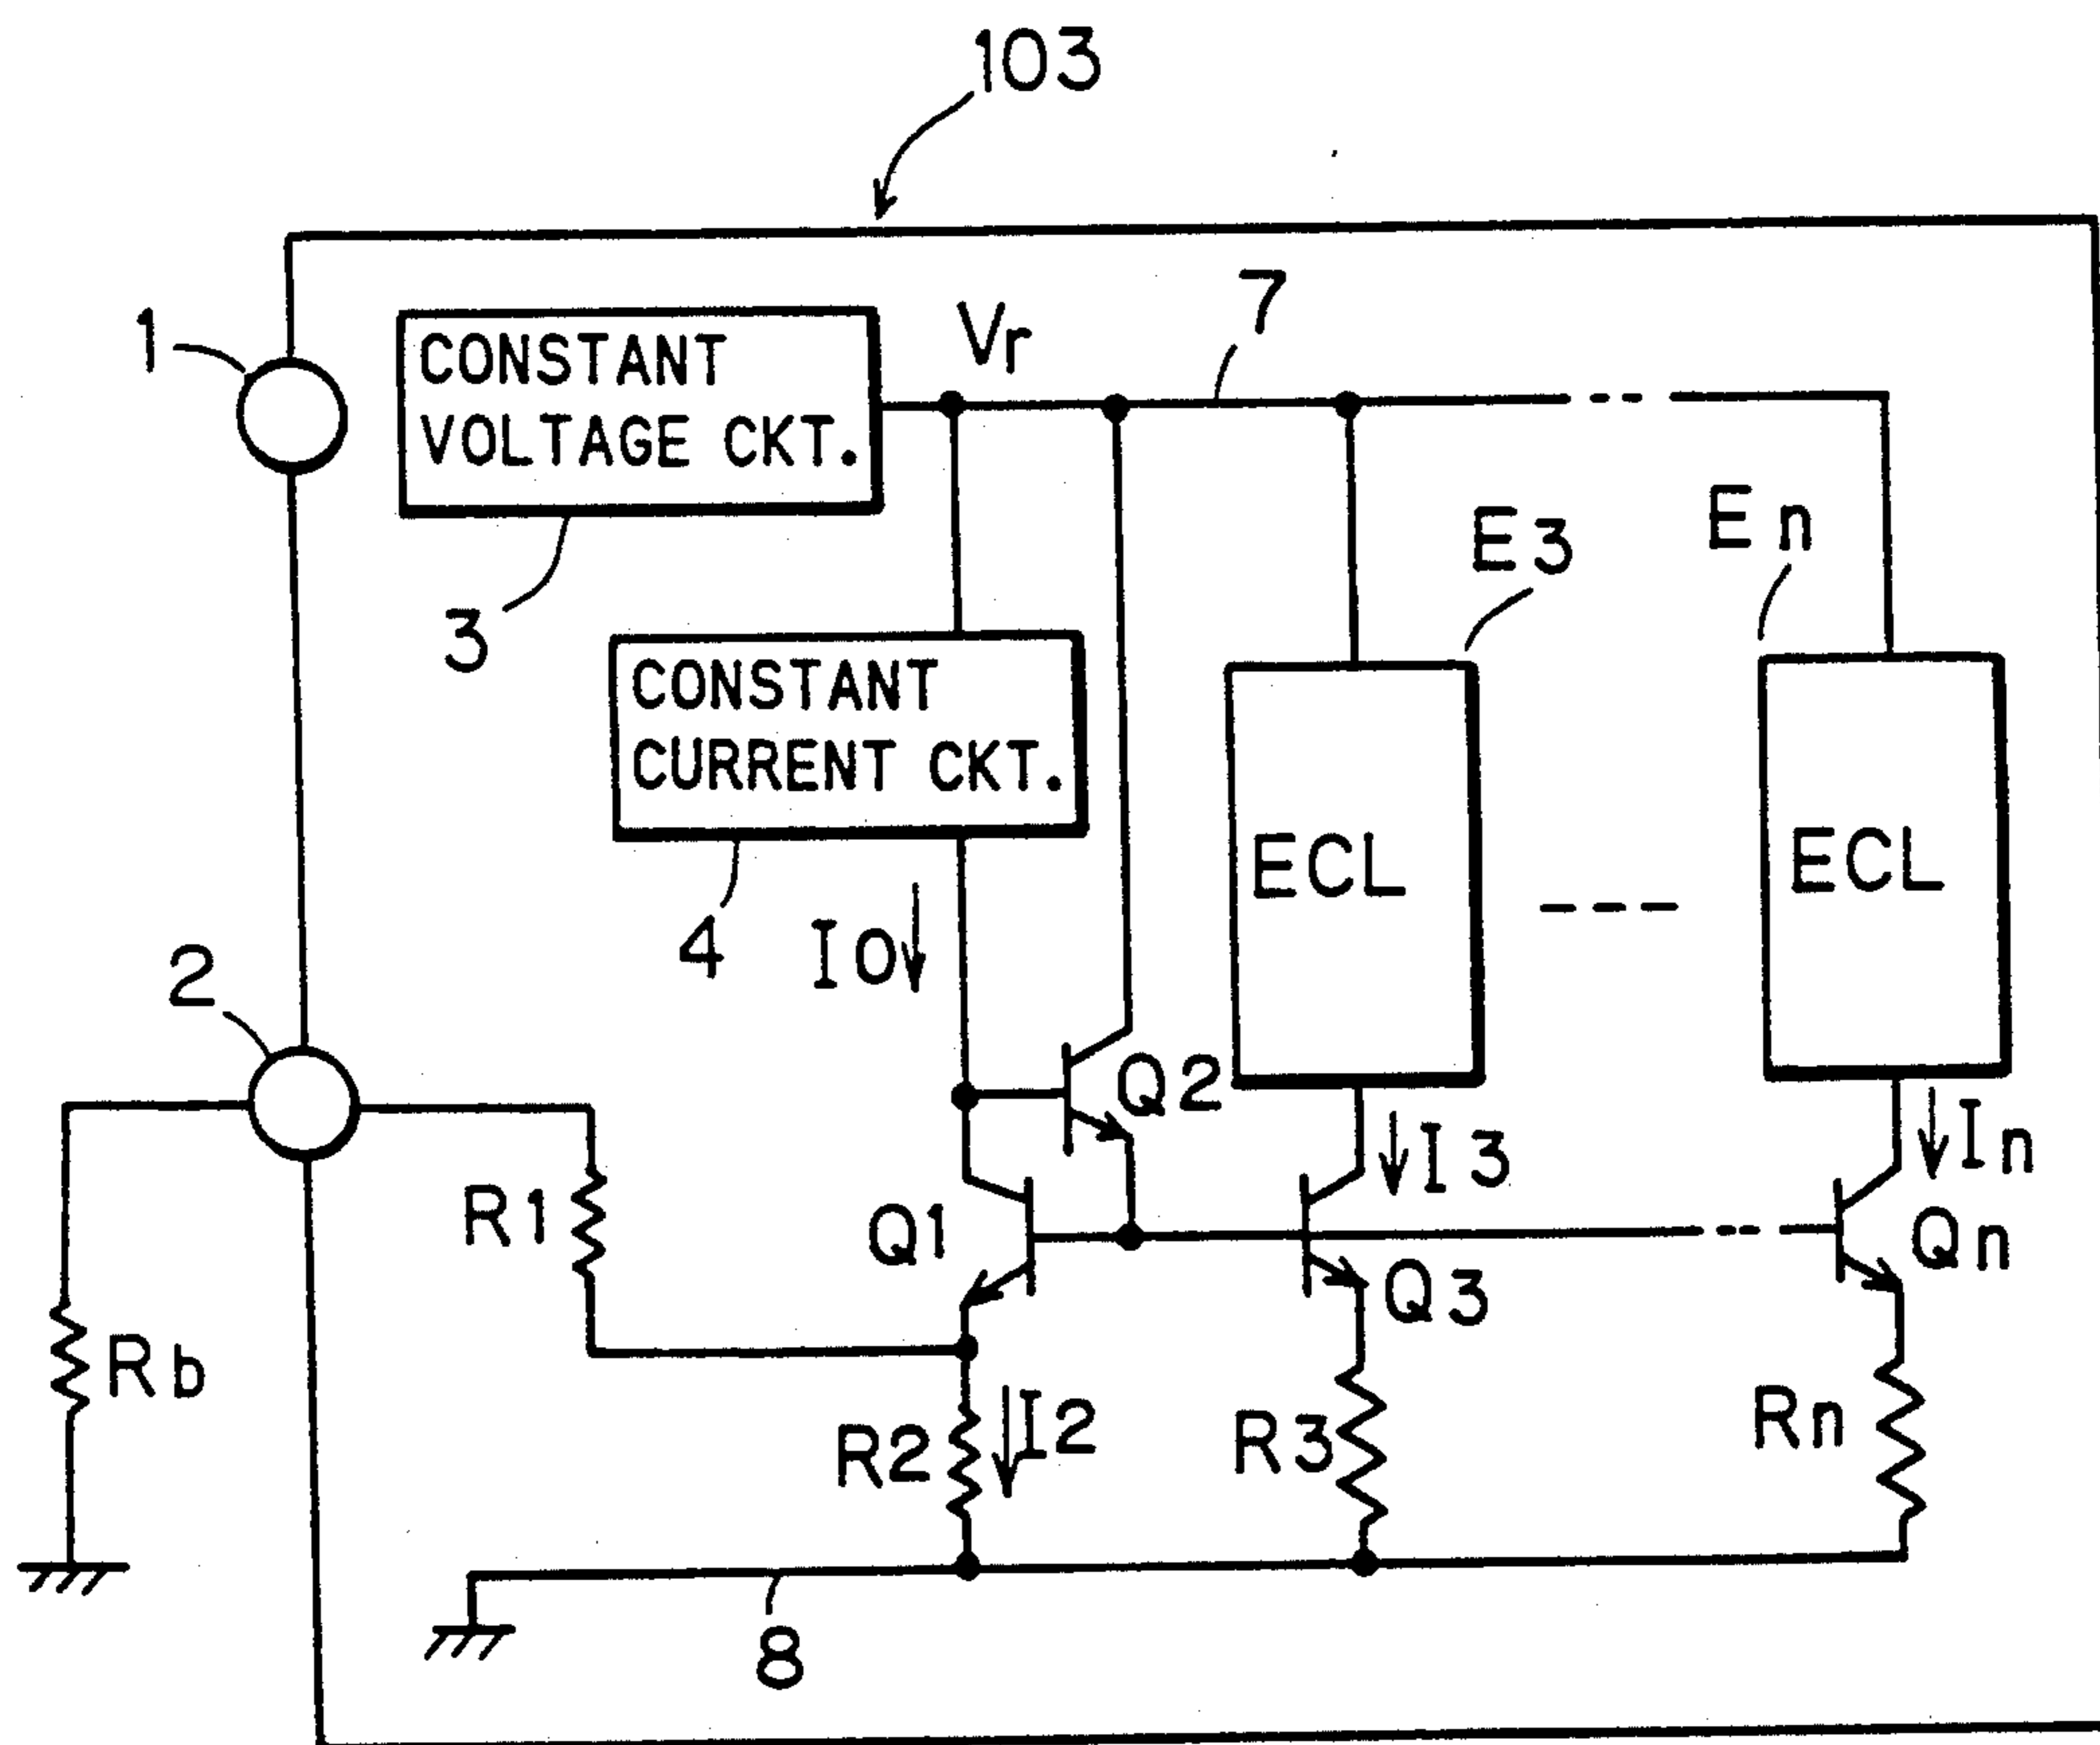 103
1
CONSTANT
VOLTAGE CKT.
Vr
7
3
E3
En
CONSTANT
CURRENT CKT.
4
I0
ECL
ECL
2
Q2
I3
In
R1
Q1
Q3
Qn
Rb
R2
I2
R3
Rn
8